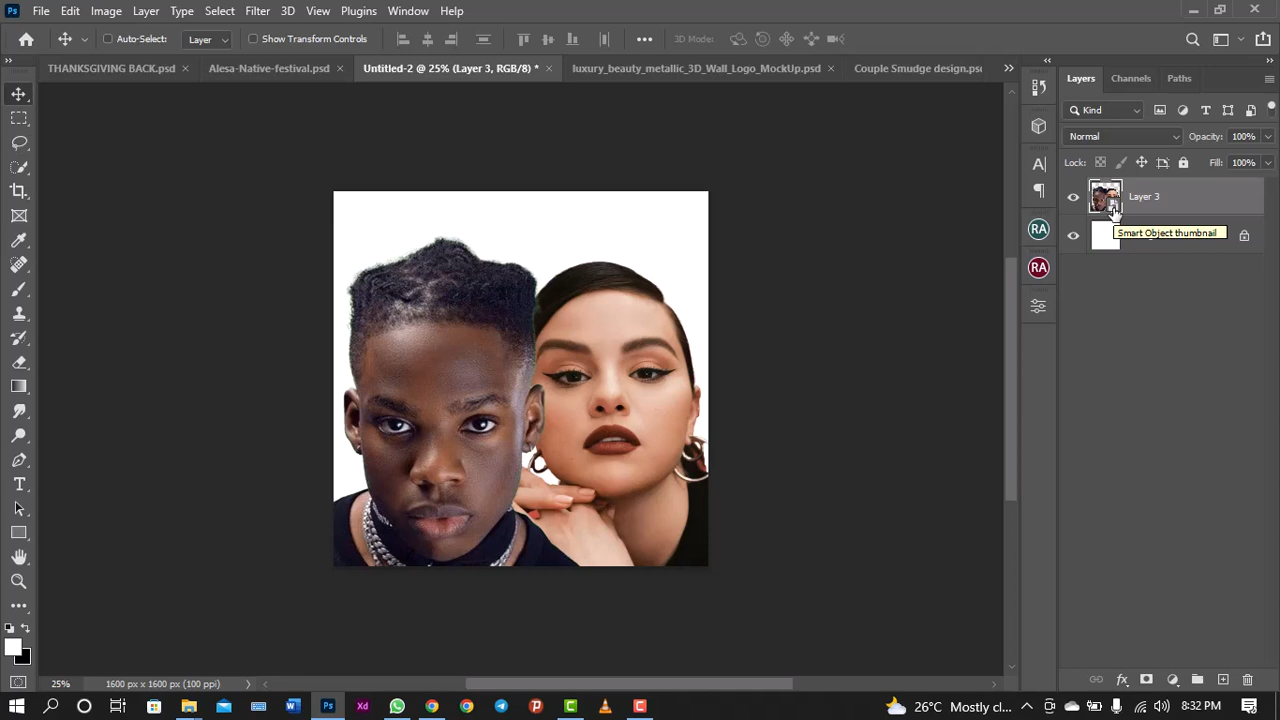 Ps File Edit Image Layer Type Select Filter 3D View Plugins Window Help
Auto-Select: Layer Show Transform Controls 3D Mode:
THANKSGIVING BACK.psd × Alesa-Native-festival.psd × Untitled-2 @ 25% (Layer 3, RGB/8) * × luxury_beauty_metallic_3D_Wall_Logo_MockUp.psd × Couple Smudge design.ps
Layers Channels Paths
Kind
Normal Opacity: 100%
Lock: Fill: 100%
Layer 3
Smart Object thumbnail
RA
RA
25% 1600 px x 1600 px (100 ppi)
26°C Mostly cl... 8:32 PM